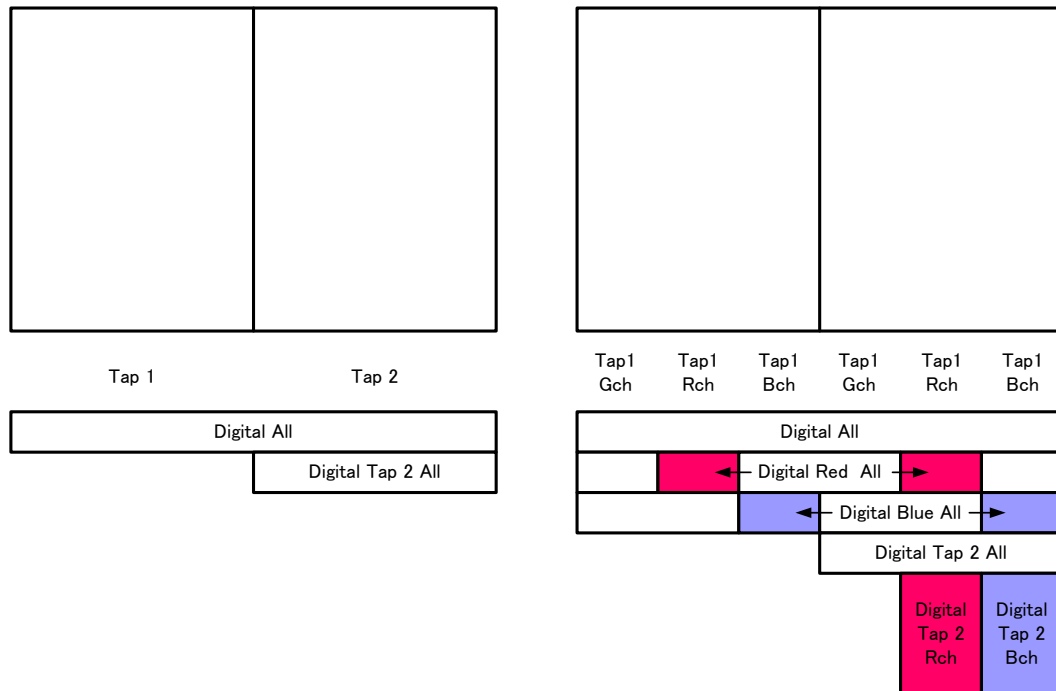 Tap 1
Tap 2
Digital All
Digital Tap 2 All
Tap1
Gch
Tap1
Rch
Tap1
Bch
Tap1
Gch
Tap1
Rch
Tap1
Bch
Digital All
Digital Red All
Digital Blue All
Digital Tap 2 All
Digital
Tap 2
Rch
Digital
Tap 2
Bch